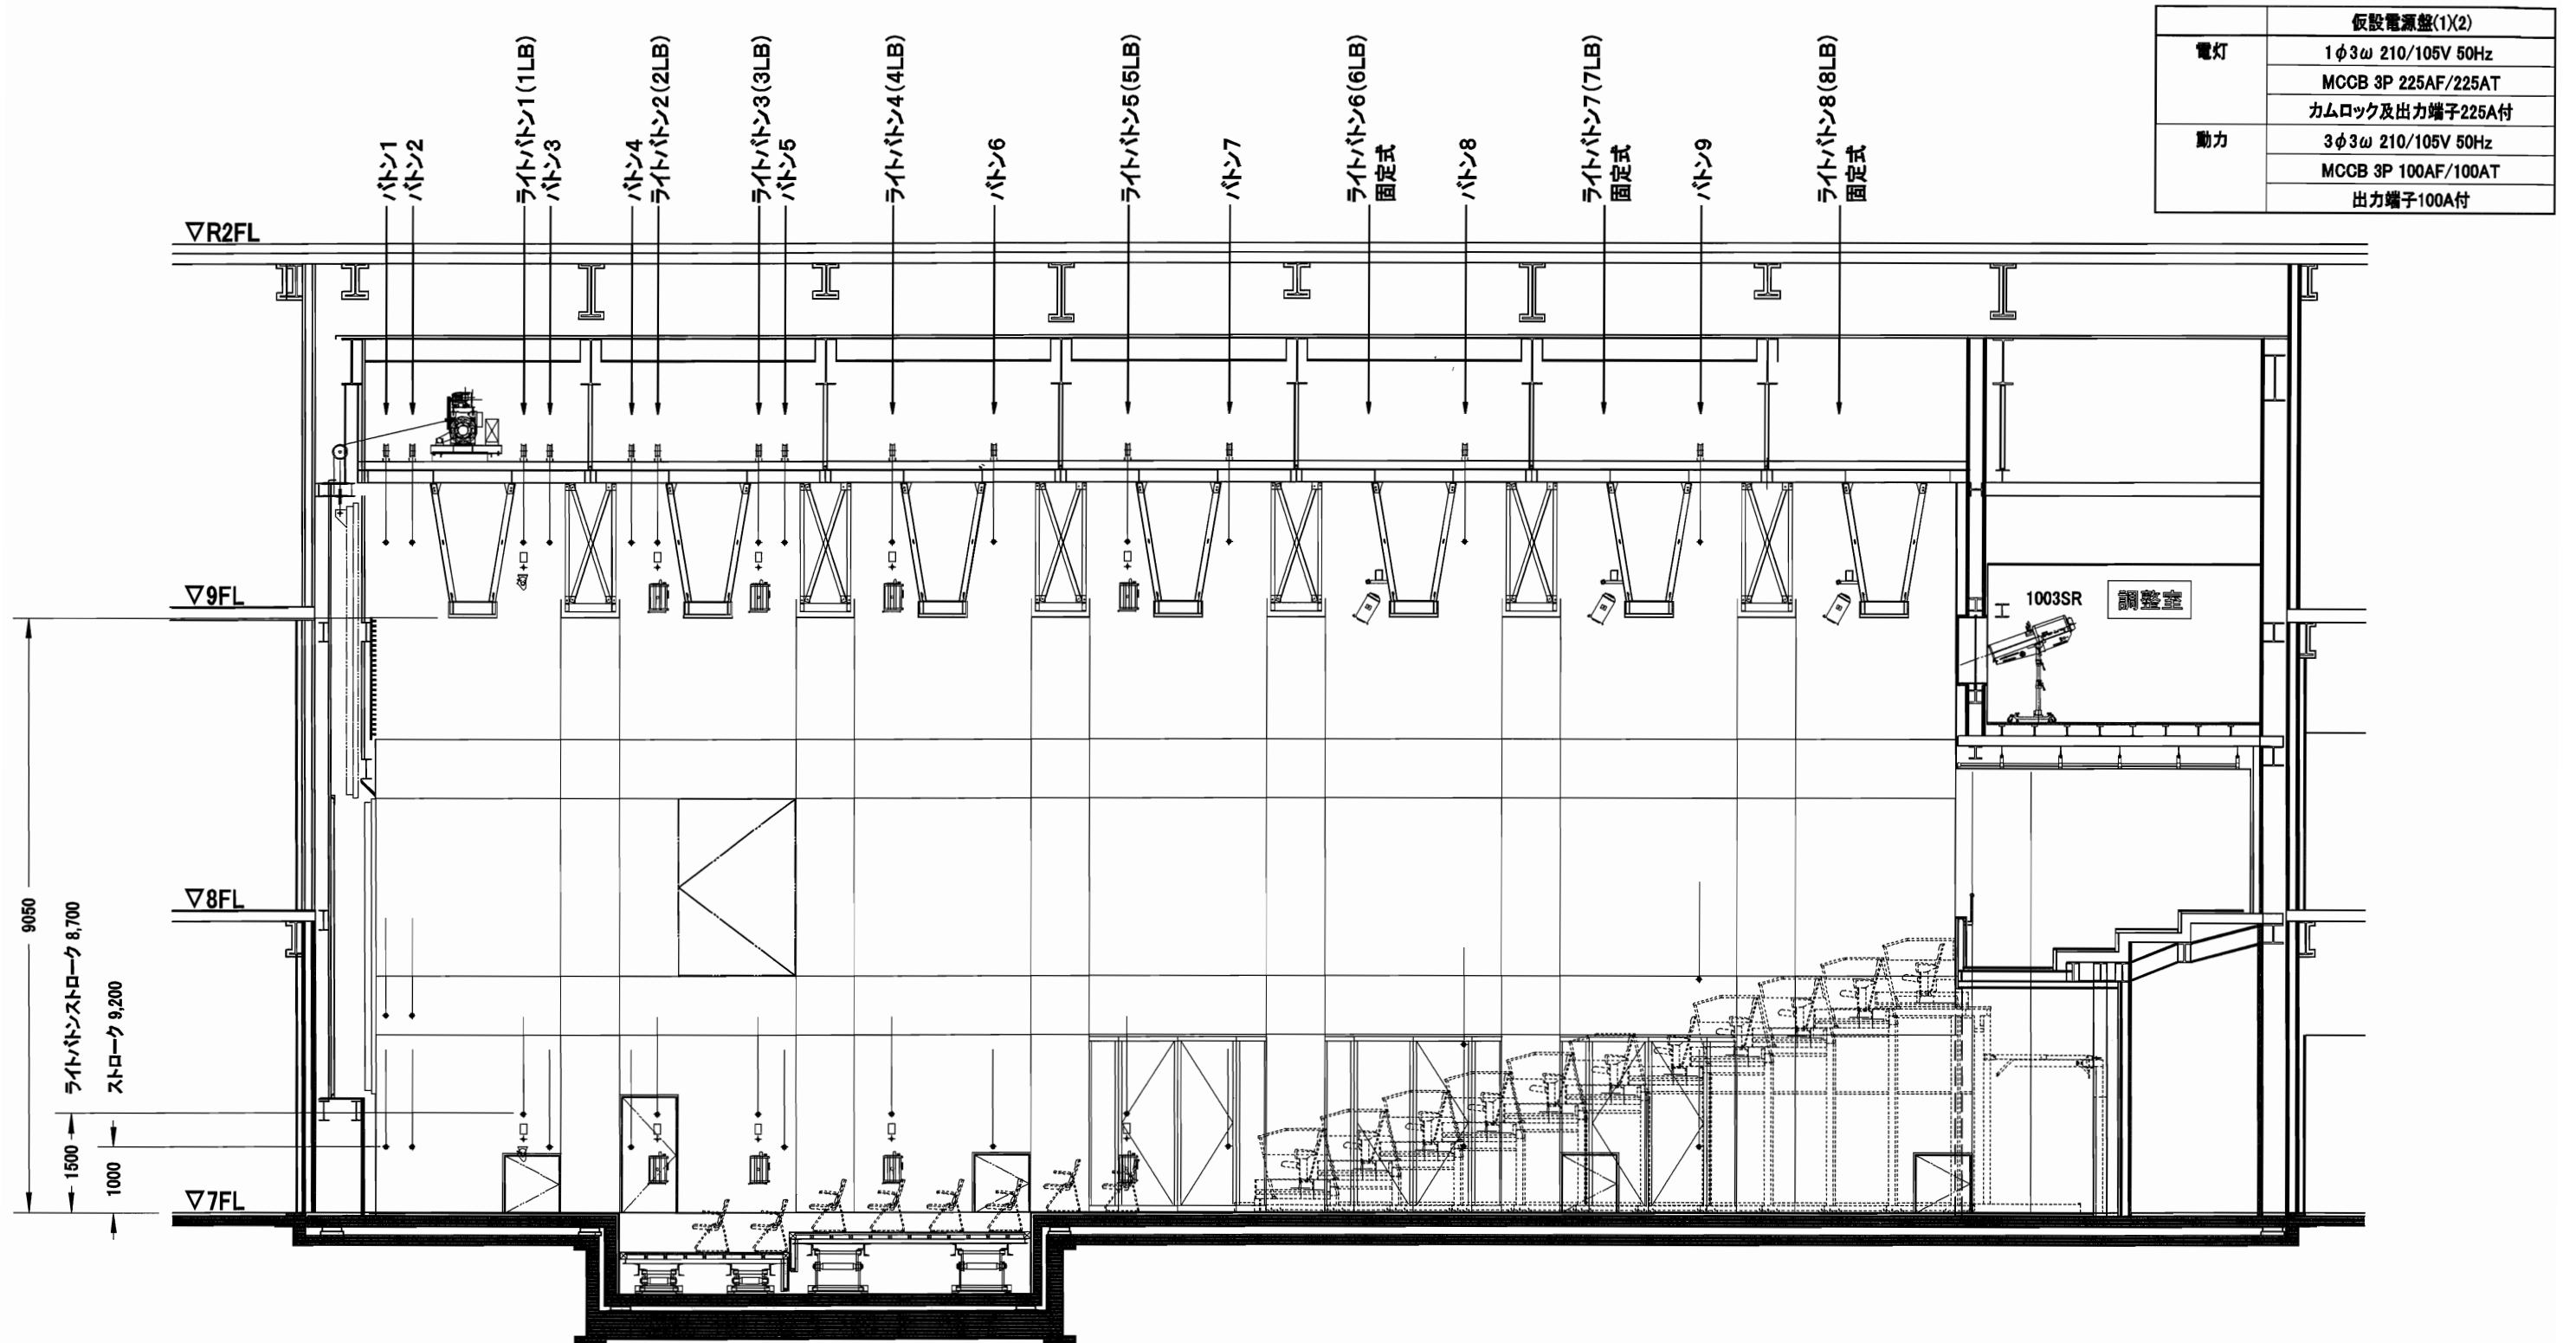 仮設電源盤(1)(2)
電灯
1φ3ω 210/105V 50Hz
MCCB 3P 225AF/225AT
カムロック及出力端子225A付
動力
3φ3ω 210/105V 50Hz
MCCB 3P 100AF/100AT
出力端子100A付
バトン1
バトン2
ライトバトン1(1LB)
バトン3
バトン4
ライトバトン2(2LB)
ライトバトン3(3LB)
バトン5
ライトバトン4(4LB)
バトン6
ライトバトン5(5LB)
バトン7
ライトバトン6(6LB)
固定式
バトン8
ライトバトン7(7LB)
固定式
バトン9
ライトバトン8(8LB)
固定式
▽R2FL
▽9FL
1003SR
調整室
▽8FL
9050
ライトバトンストローク 8,700
ストローク 9,200
1500
1000
▽7FL